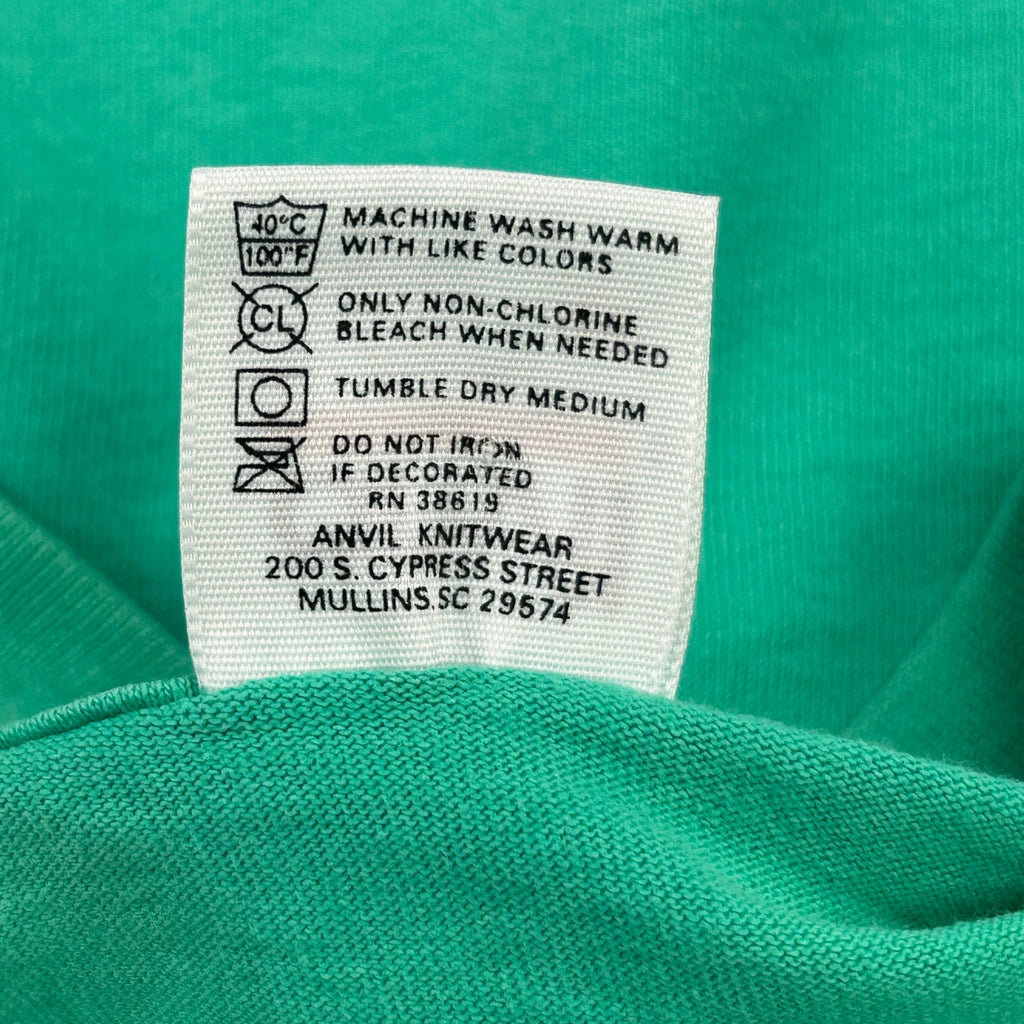 40°C
100°F
MACHINE WASH WARM
WITH LIKE COLORS
CL
ONLY NON-CHLORINE
BLEACH WHEN NEEDED
TUMBLE DRY MEDIUM
DO NOT IRON
IF DECORATED
RN 38619
ANVIL KNITWEAR
200 S. CYPRESS STREET
MULLINS.SC 29574